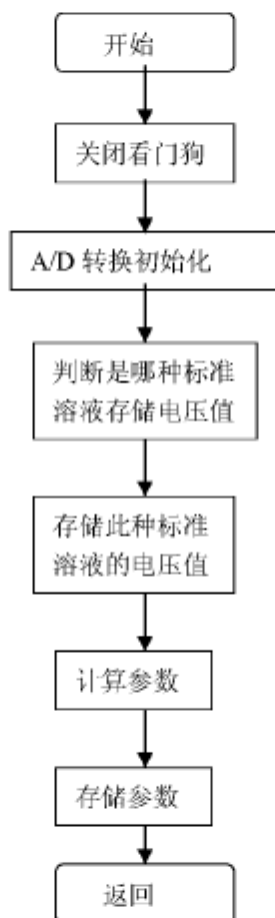 开始
关闭看门狗
A/D 转换初始化
判断是哪种标准
溶液存储电压值
存储此种标准
溶液的电压值
计算参数
存储参数
返回